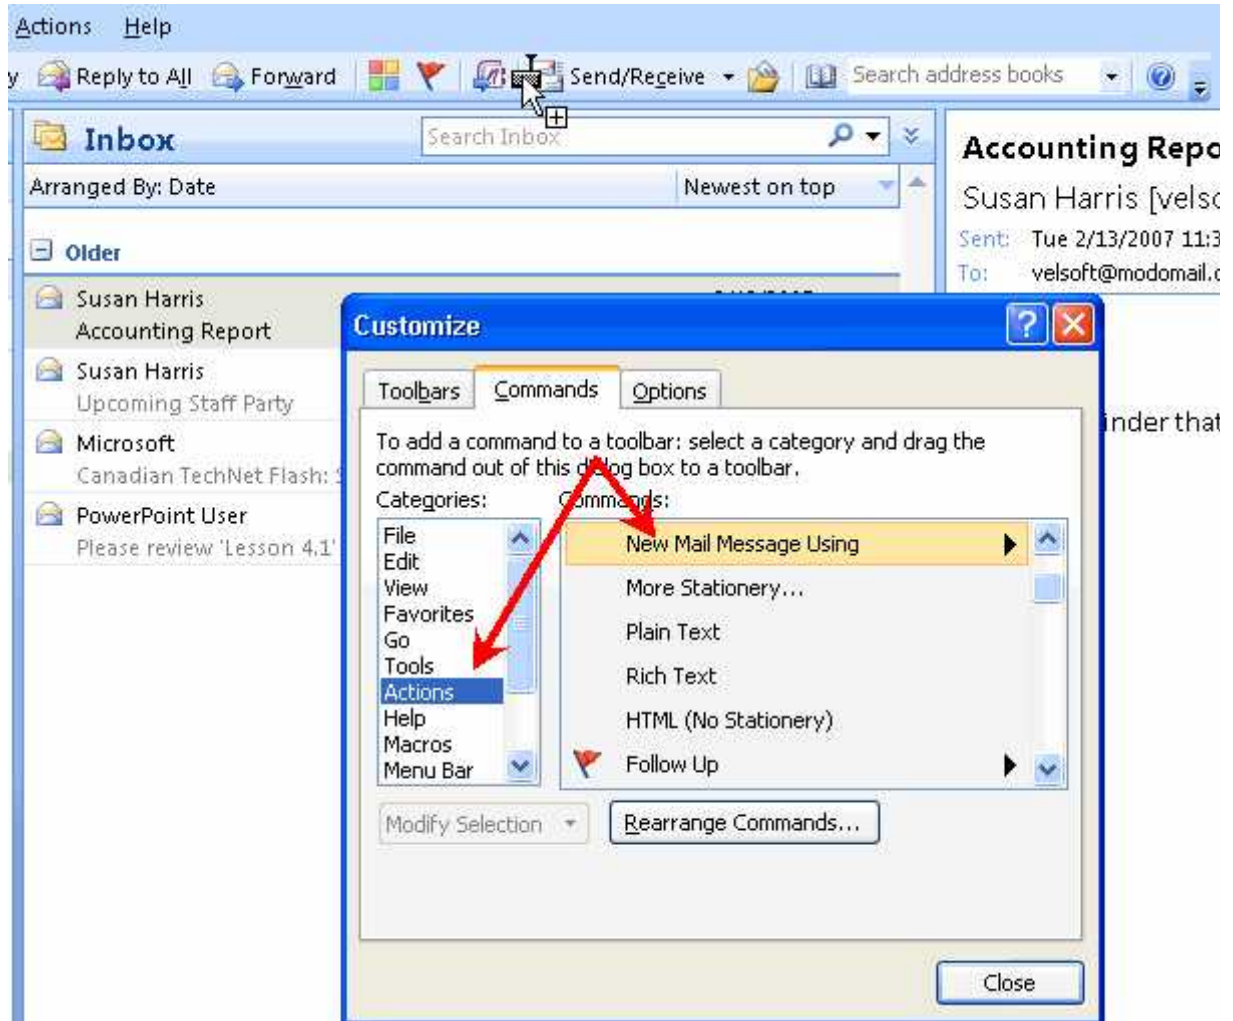 Actions Help
y Reply to All Forward Send/Receive Search address books
Inbox Search Inbox
Arranged By: Date Newest on top
Older
Susan Harris
Accounting Report
Susan Harris
Upcoming Staff Party
Microsoft
Canadian TechNet Flash:
PowerPoint User
Please review 'Lesson 4.1'
Accounting Repo
Susan Harris [velso
Sent: Tue 2/13/2007 11:3
To: velsoft@modomail.c
inder that
Customize
Toolbars Commands Options
To add a command to a toolbar: select a category and drag the
command out of this dialog box to a toolbar.
Categories: Commands:
File
Edit
View
Favorites
Go
Tools
Actions
Help
Macros
Menu Bar
New Mail Message Using
More Stationery...
Plain Text
Rich Text
HTML (No Stationery)
Follow Up
Modify Selection Rearrange Commands...
Close